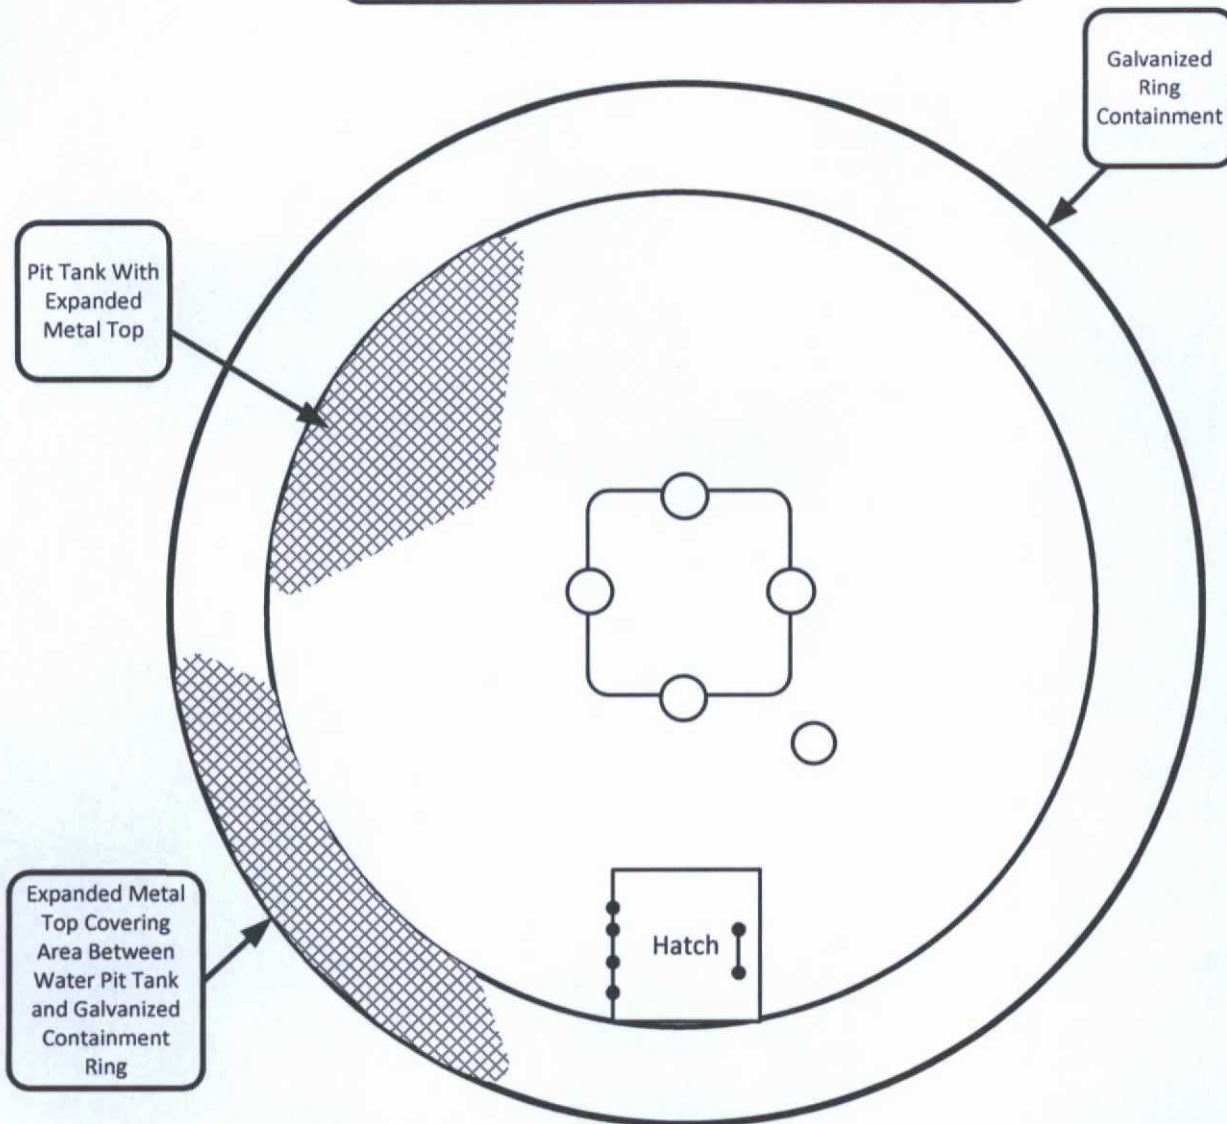 Galvanized
Ring
Containment
Pit Tank With
Expanded
Metal Top
Expanded Metal
Top Covering
Area Between
Water Pit Tank
and Galvanized
Containment
Ring
Hatch